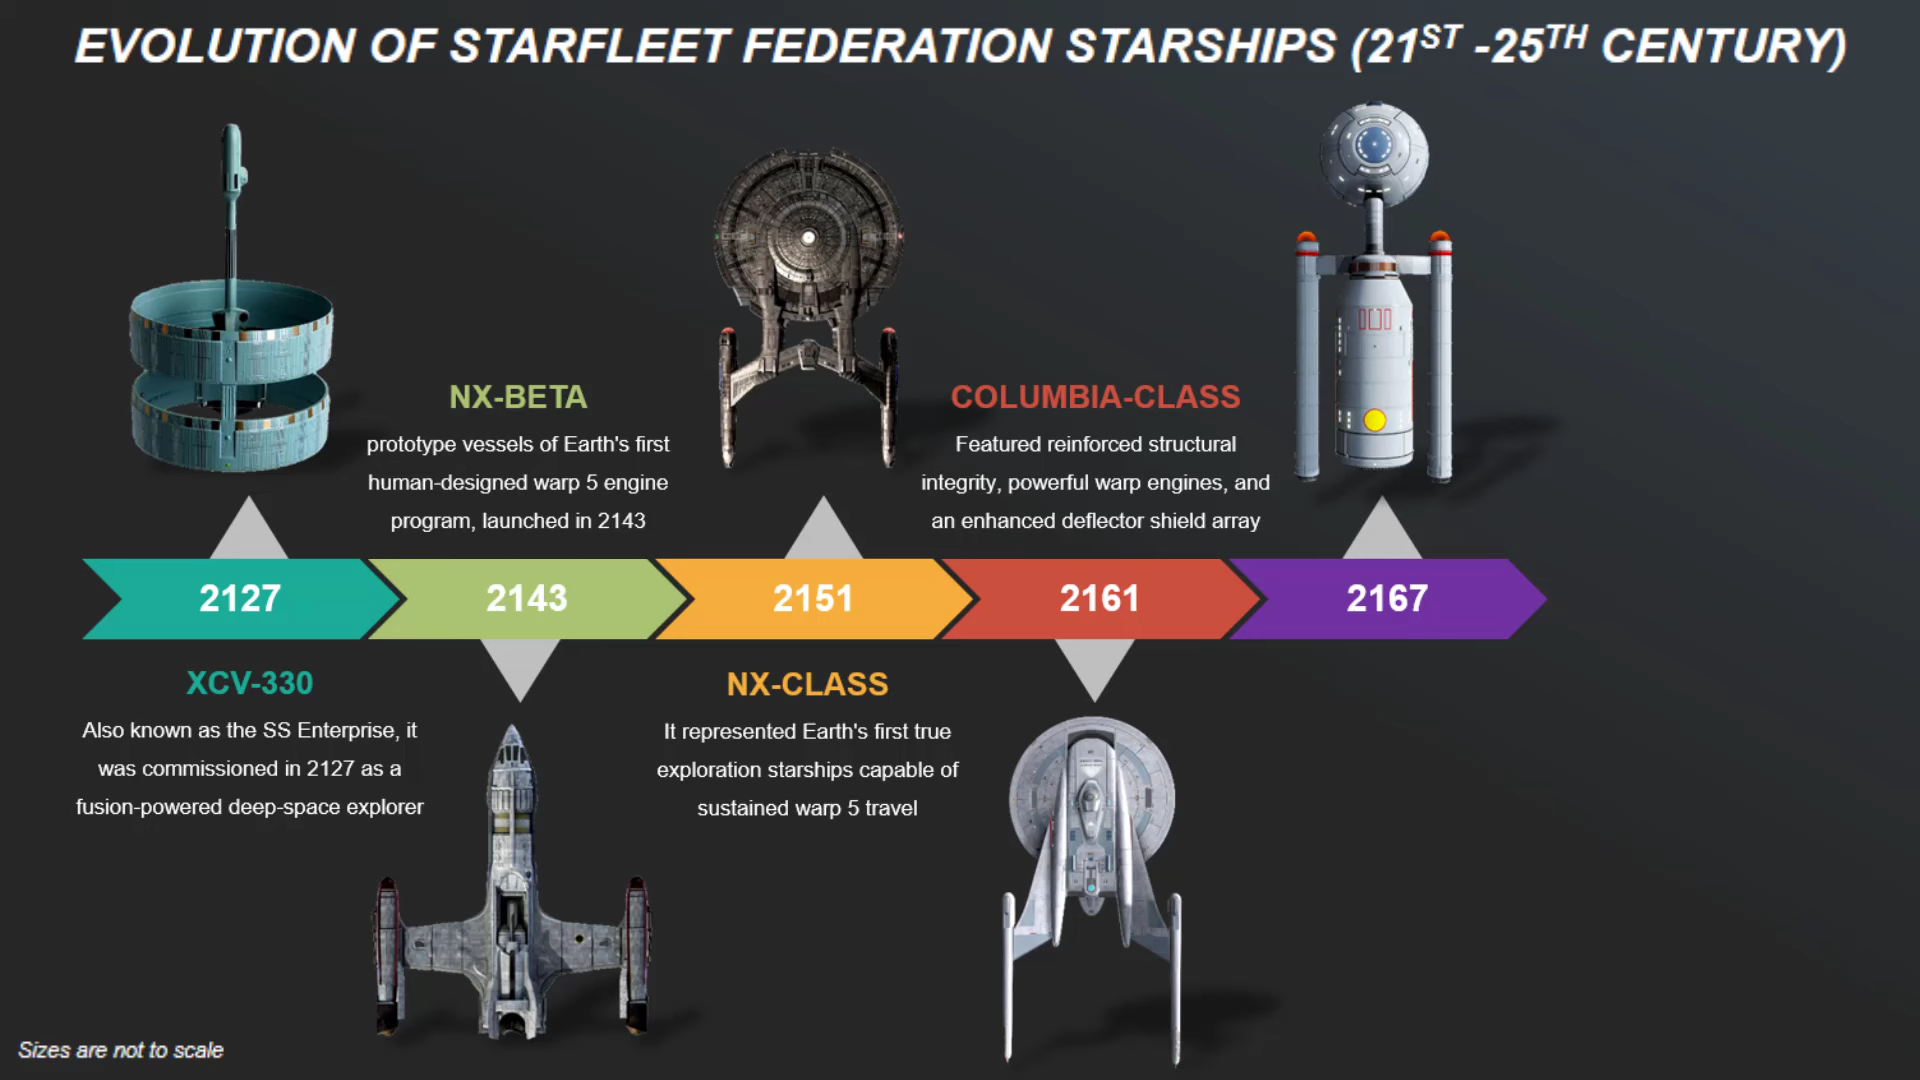 EVOLUTION OF STARFLEET FEDERATION STARSHIPS (21ST -25TH CENTURY)
NX-BETA
prototype vessels of Earth's first
human-designed warp 5 engine
program, launched in 2143
COLUMBIA-CLASS
Featured reinforced structural
integrity, powerful warp engines, and
an enhanced deflector shield array
2127
2143
2151
2161
2167
XCV-330
Also known as the SS Enterprise, it
was commissioned in 2127 as a
fusion-powered deep-space explorer
NX-CLASS
It represented Earth's first true
exploration starships capable of
sustained warp 5 travel
Sizes are not to scale